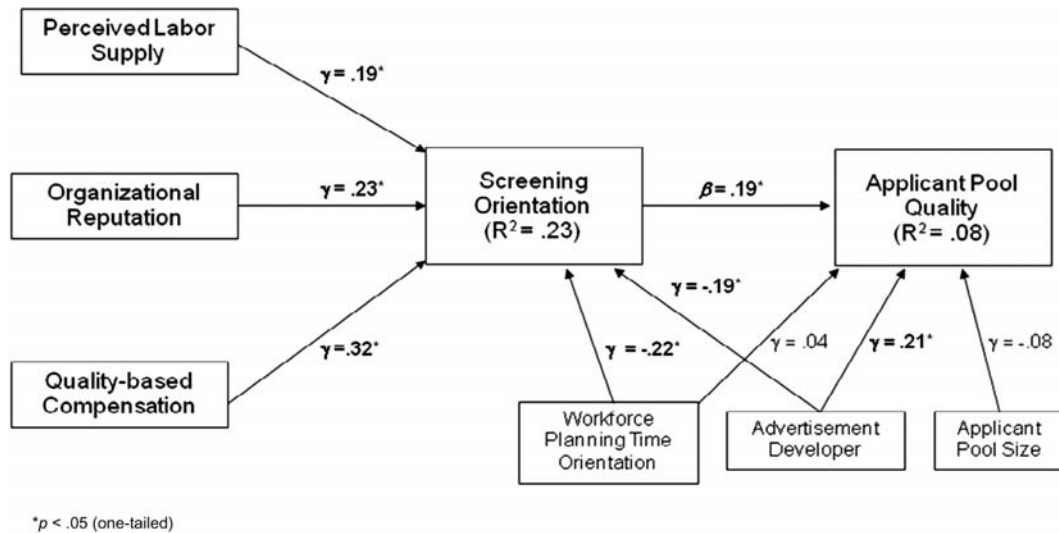 Perceived Labor
Supply
γ = .19*
Organizational
Reputation
γ = .23*
Screening
Orientation
(R² = .23)
β = .19*
Applicant Pool
Quality
(R² = .08)
γ = -.19*
γ = .32*
γ = -.22*
γ = .04
γ = .21*
γ = -.08
Quality-based
Compensation
Workforce
Planning Time
Orientation
Advertisement
Developer
Applicant
Pool Size
*p < .05 (one-tailed)